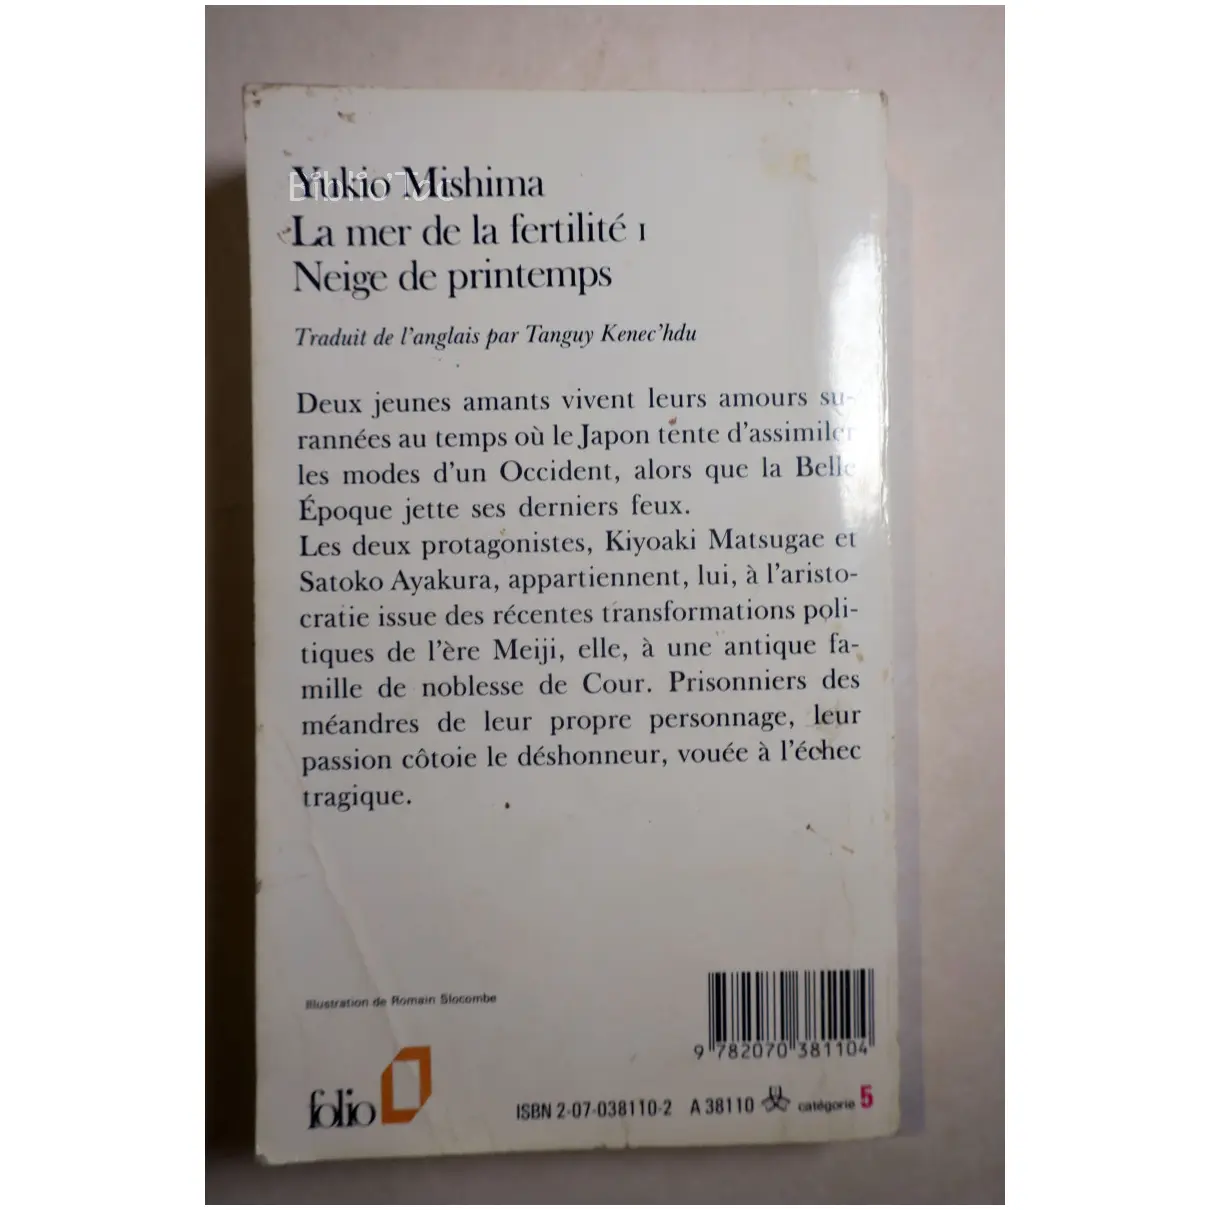 Yukio Mishima
La mer de la fertilité I
Neige de printemps
Traduit de l'anglais par Tanguy Kenec'hdu
Deux jeunes amants vivent leurs amours su-
rannées au temps où le Japon tente d'assimiler
les modes d'un Occident, alors que la Belle
Époque jette ses derniers feux.
Les deux protagonistes, Kiyoaki Matsugae et
Satoko Ayakura, appartiennent, lui, à l'aristo-
cratie issue des récentes transformations poli-
tiques de l'ère Meiji, elle, à une antique fa-
mille de noblesse de Cour. Prisonniers des
méandres de leur propre personnage, leur
passion côtoie le déshonneur, vouée à l'échec
tragique.
Illustration de Romain Slocombe
9 782070 381104
folio
ISBN 2-07-038110-2 A 38110 catégorie 5